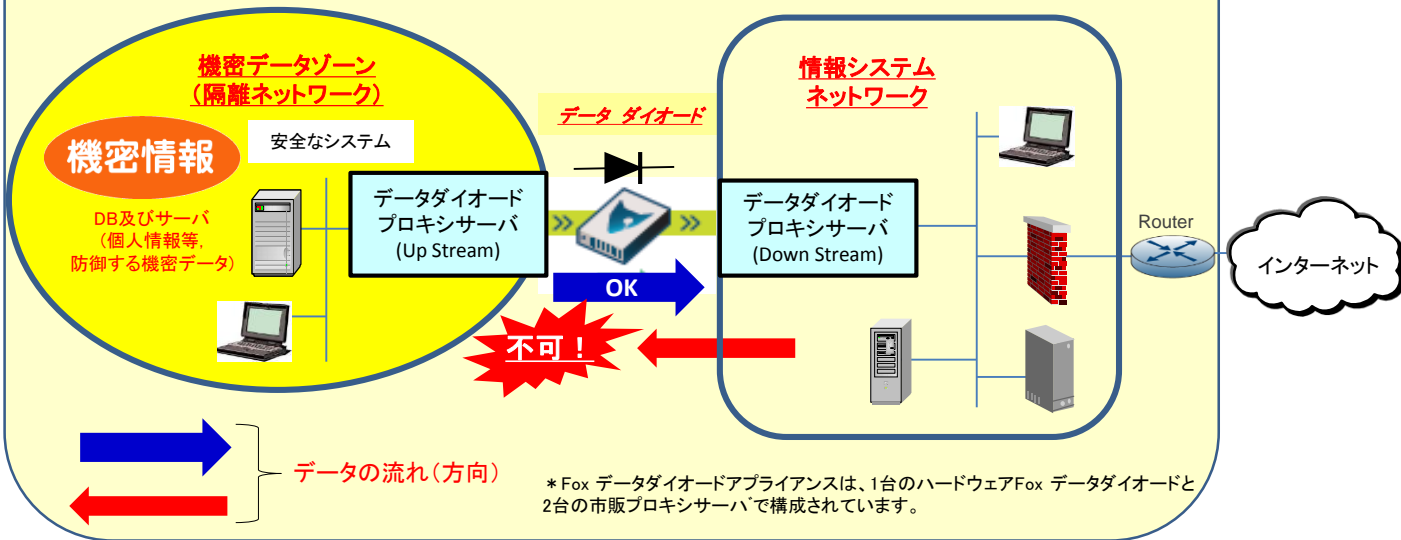 機密データゾーン
(隔離ネットワーク)
機密情報
安全なシステム
DB及びサーバ
(個人情報等,
防御する機密データ)
データダイオード
プロキシサーバ
(Up Stream)
データ ダイオード
OK
不可！
情報システム
ネットワーク
データダイオード
プロキシサーバ
(Down Stream)
Router
インターネット
データの流れ(方向)
＊Fox データダイオードアプライアンスは、1台のハードウェアFox データダイオードと
2台の市販プロキシサーバで構成されています。